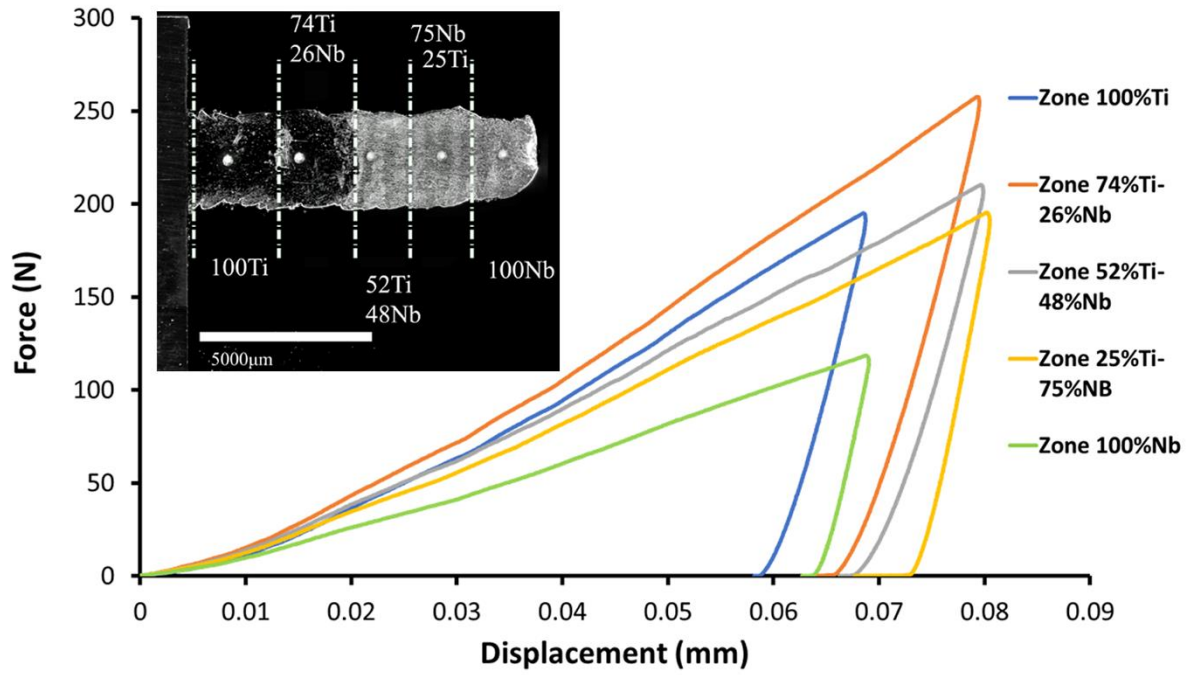 300
250
200
150
100
50
0
Force (N)
0
0.01
0.02
0.03
0.04
0.05
0.06
0.07
0.08
0.09
Displacement (mm)
74Ti
26Nb
75Nb
25Ti
100Ti
52Ti
48Nb
100Nb
5000μm
Zone 100%Ti
Zone 74%Ti-
26%Nb
Zone 52%Ti-
48%Nb
Zone 25%Ti-
75%NB
Zone 100%Nb